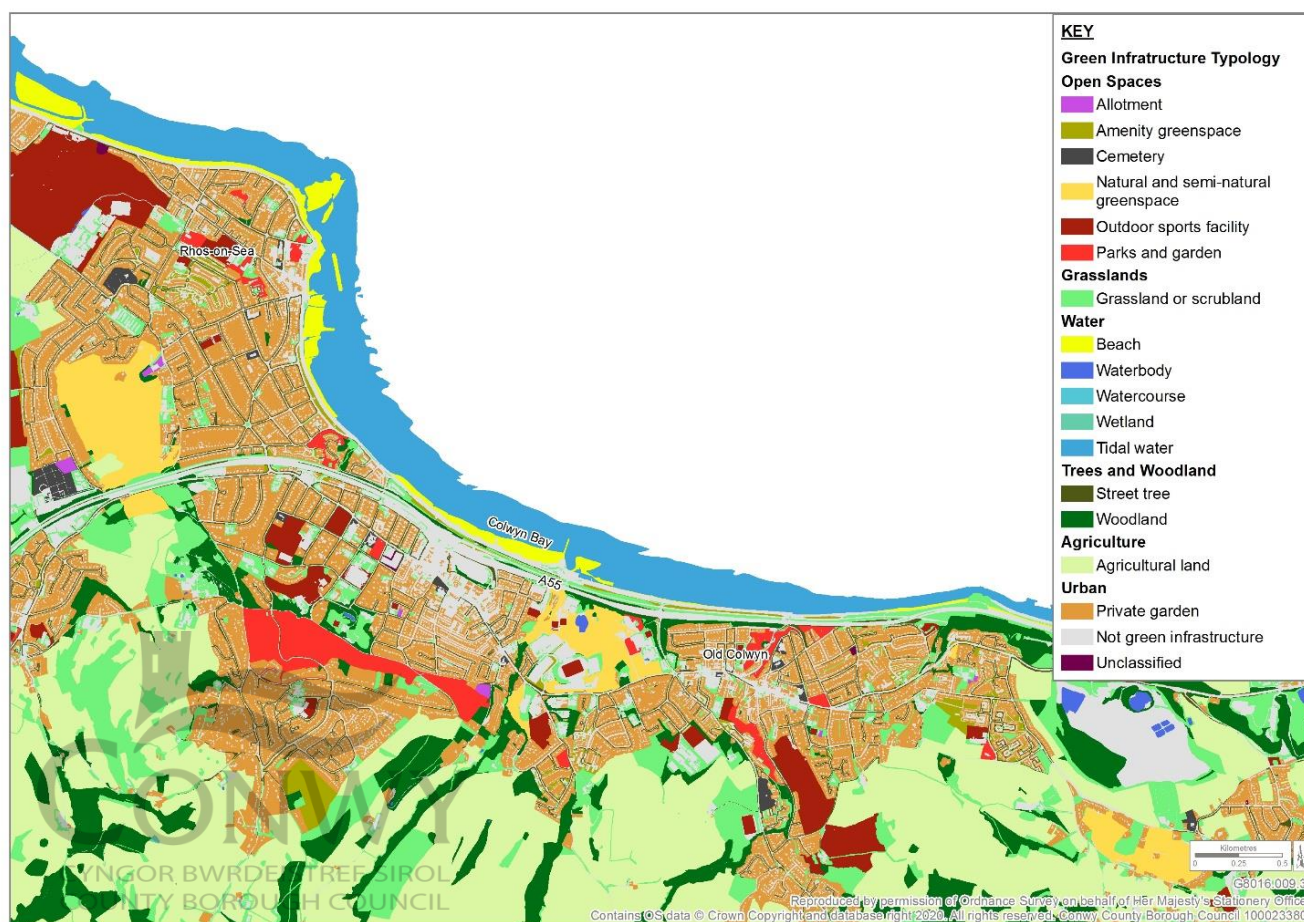 KEY
Green Infratructure Typology
Open Spaces
Allotment
Amenity greenspace
Cemetery
Natural and semi-natural
greenspace
Outdoor sports facility
Parks and garden
Grasslands
Grassland or scrubland
Water
Beach
Waterbody
Watercourse
Wetland
Tidal water
Trees and Woodland
Street tree
Woodland
Agriculture
Agricultural land
Urban
Private garden
Not green infrastructure
Unclassified
Rhos-on-Sea
Colwyn Bay
A55
Old Colwyn
CONWY
CYNGOR BWRDEISTREF SIROL
COUNTY BOROUGH COUNCIL
Kilometres
0 0.25 0.5
G8016.009.3
Reproduced by permission of Ordnance Survey on behalf of Her Majesty's Stationery Office
Contains OS data © Crown Copyright and database right 2020. All rights reserved. Conwy County Borough Council 100023380